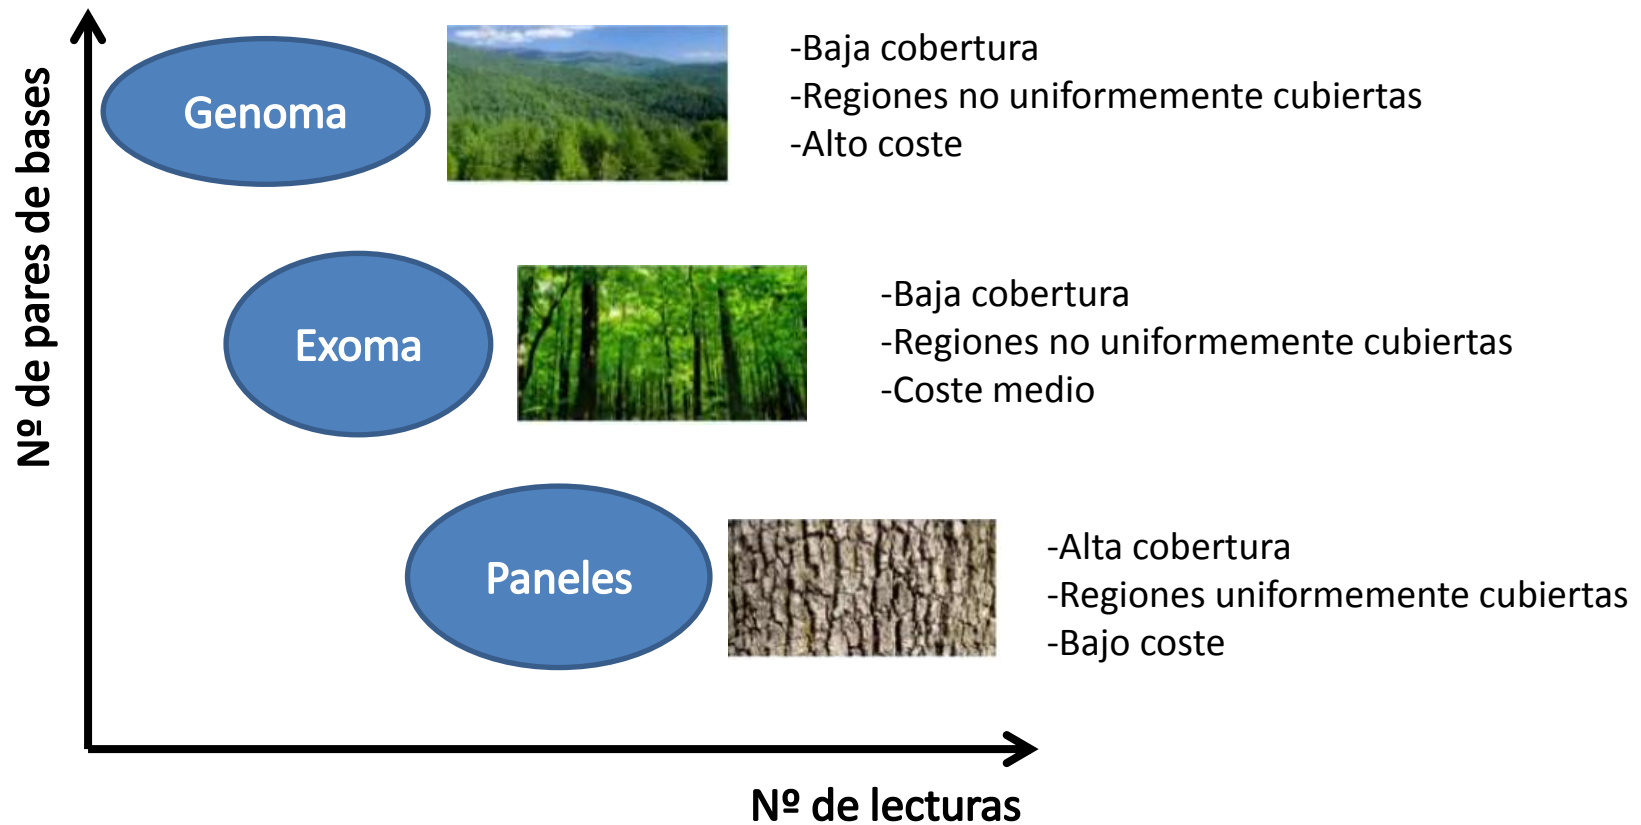 Nº de pares de bases
Genoma
-Baja cobertura
-Regiones no uniformemente cubiertas
-Alto coste
Exoma
-Baja cobertura
-Regiones no uniformemente cubiertas
-Coste medio
Paneles
-Alta cobertura
-Regiones uniformemente cubiertas
-Bajo coste
Nº de lecturas